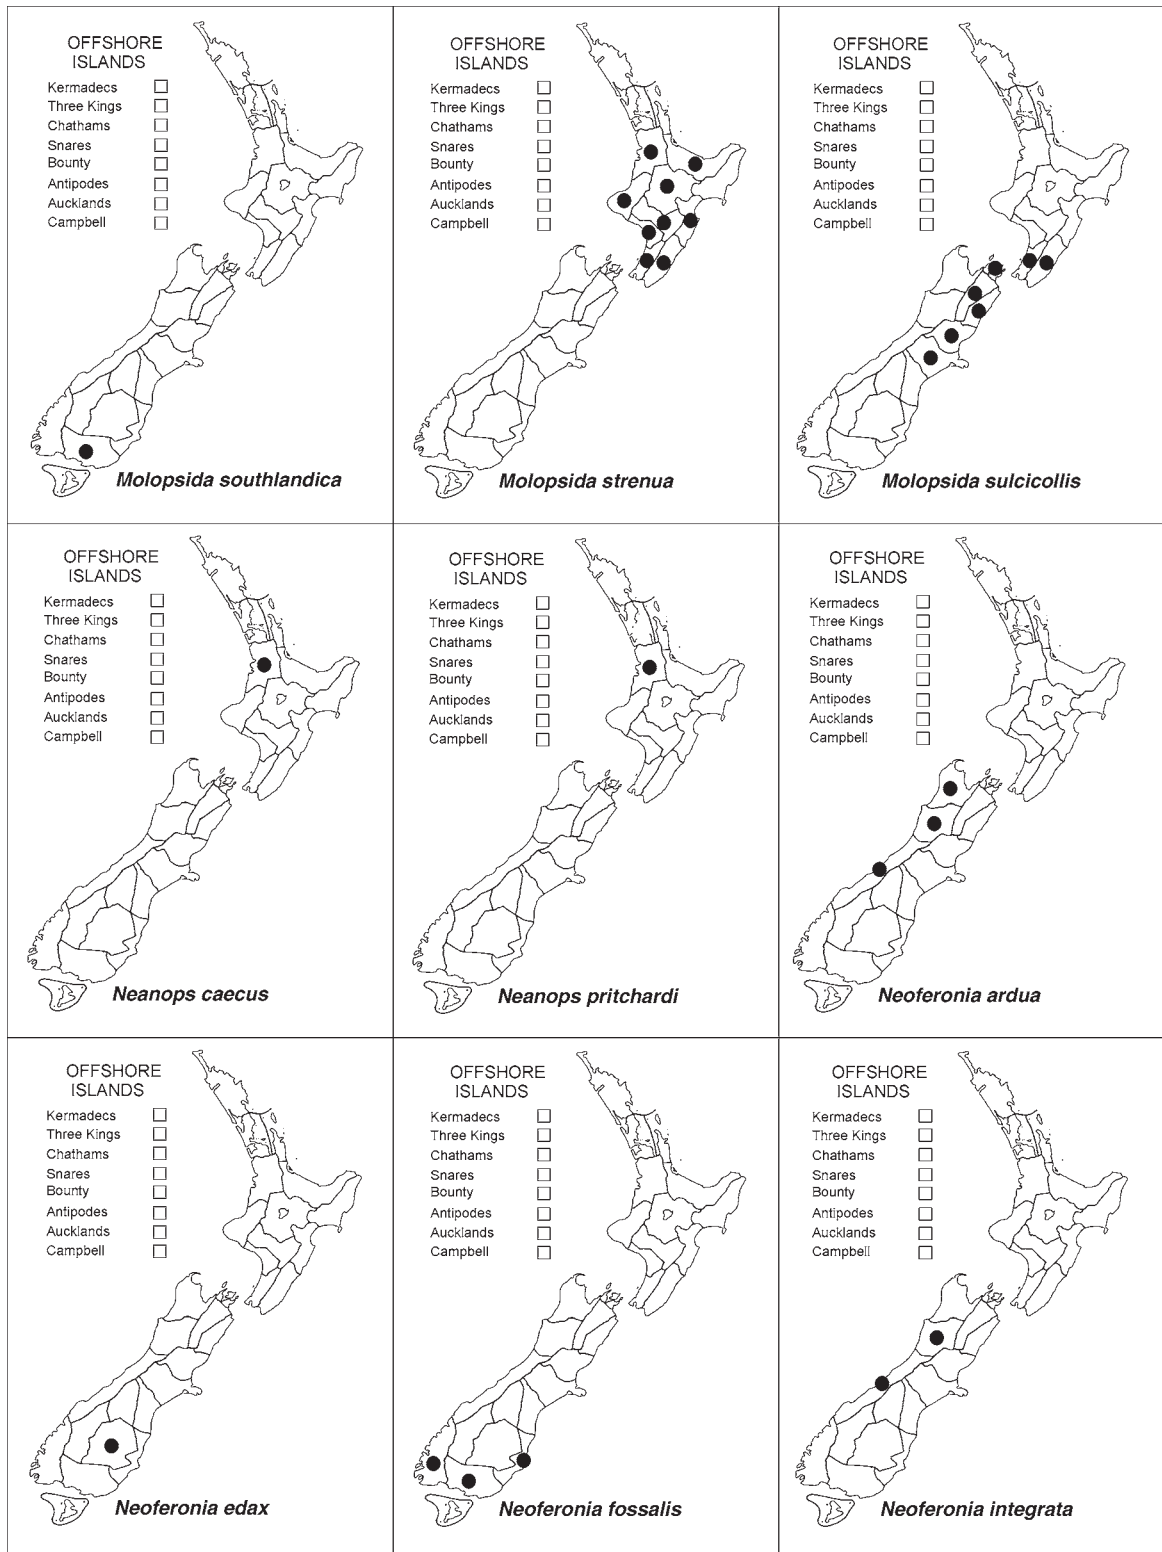 OFFSHORE
ISLANDS
Kermadecs
Three Kings
Chathams
Snares
Bounty
Antipodes
Aucklands
Campbell
Molopsida southlandica
OFFSHORE
ISLANDS
Kermadecs
Three Kings
Chathams
Snares
Bounty
Antipodes
Aucklands
Campbell
Molopsida strenua
OFFSHORE
ISLANDS
Kermadecs
Three Kings
Chathams
Snares
Bounty
Antipodes
Aucklands
Campbell
Molopsida sulcicollis
OFFSHORE
ISLANDS
Kermadecs
Three Kings
Chathams
Snares
Bounty
Antipodes
Aucklands
Campbell
Neanops caecus
OFFSHORE
ISLANDS
Kermadecs
Three Kings
Chathams
Snares
Bounty
Antipodes
Aucklands
Campbell
Neanops pritchardi
OFFSHORE
ISLANDS
Kermadecs
Three Kings
Chathams
Snares
Bounty
Antipodes
Aucklands
Campbell
Neoferonia ardua
OFFSHORE
ISLANDS
Kermadecs
Three Kings
Chathams
Snares
Bounty
Antipodes
Aucklands
Campbell
Neoferonia edax
OFFSHORE
ISLANDS
Kermadecs
Three Kings
Chathams
Snares
Bounty
Antipodes
Aucklands
Campbell
Neoferonia fossalis
OFFSHORE
ISLANDS
Kermadecs
Three Kings
Chathams
Snares
Bounty
Antipodes
Aucklands
Campbell
Neoferonia integrata